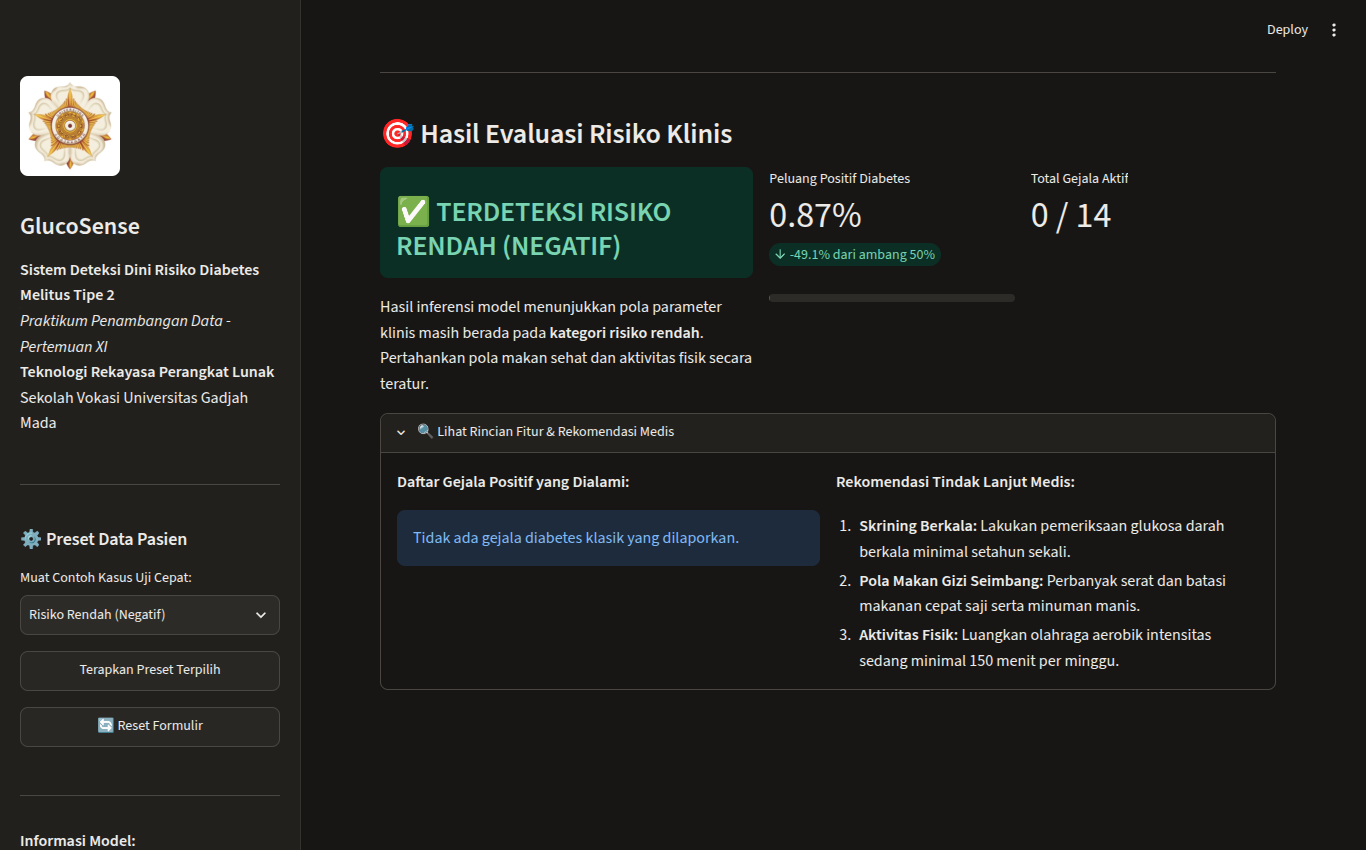 Deploy
GlucoSense
Sistem Deteksi Dini Risiko Diabetes
Melitus Tipe 2
Praktikum Penambangan Data -
Pertemuan XI
Teknologi Rekayasa Perangkat Lunak
Sekolah Vokasi Universitas Gadjah
Mada
⚙️ Preset Data Pasien
Muat Contoh Kasus Uji Cepat:
Risiko Rendah (Negatif)
Terapkan Preset Terpilih
🔄 Reset Formulir
Informasi Model:
🎯 Hasil Evaluasi Risiko Klinis
✅ TERDETEKSI RISIKO
RENDAH (NEGATIF)
Hasil inferensi model menunjukkan pola parameter
klinis masih berada pada kategori risiko rendah.
Pertahankan pola makan sehat dan aktivitas fisik secara
teratur.
Peluang Positif Diabetes
0.87%
↓ -49.1% dari ambang 50%
Total Gejala Aktif
0 / 14
🔍 Lihat Rincian Fitur & Rekomendasi Medis
Daftar Gejala Positif yang Dialami:
Tidak ada gejala diabetes klasik yang dilaporkan.
Rekomendasi Tindak Lanjut Medis:
1. Skrining Berkala: Lakukan pemeriksaan glukosa darah
berkala minimal setahun sekali.
2. Pola Makan Gizi Seimbang: Perbanyak serat dan batasi
makanan cepat saji serta minuman manis.
3. Aktivitas Fisik: Luangkan olahraga aerobik intensitas
sedang minimal 150 menit per minggu.